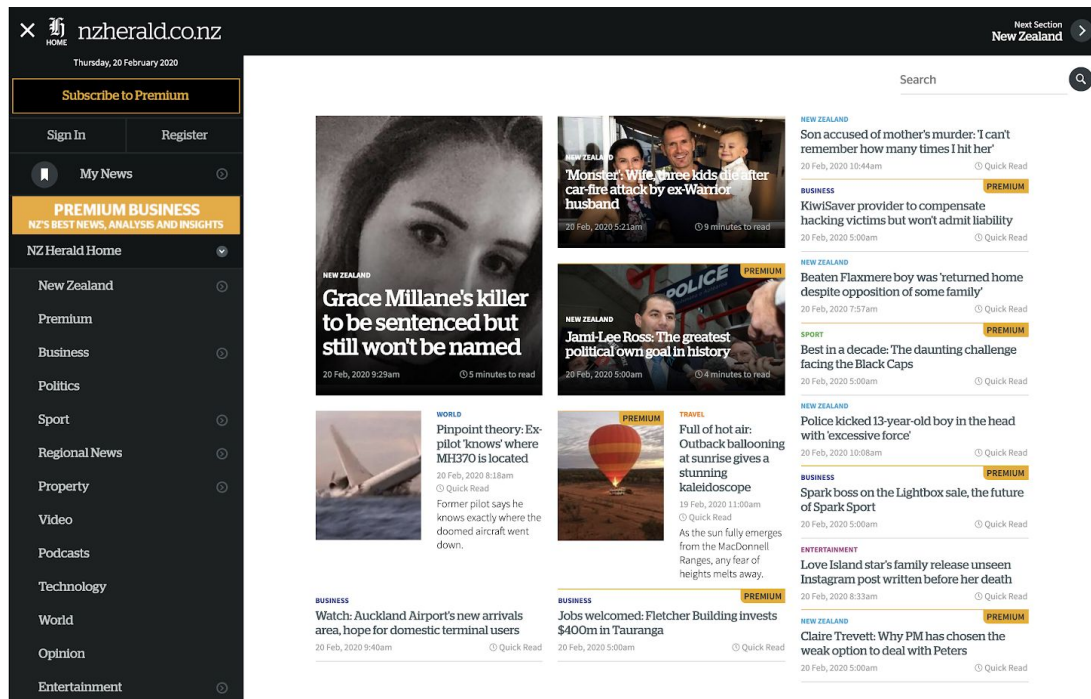 nzherald.co.nz
HOME
Next Section
New Zealand
Thursday, 20 February 2020
Subscribe to Premium
Sign In
Register
My News
PREMIUM BUSINESS
NZ'S BEST NEWS, ANALYSIS AND INSIGHTS
NZ Herald Home
New Zealand
Premium
Business
Politics
Sport
Regional News
Property
Video
Podcasts
Technology
World
Opinion
Entertainment
Search
NEW ZEALAND
Grace Millane's killer
to be sentenced but
still won't be named
20 Feb, 2020 9:29am
5 minutes to read
NEW ZEALAND
'Monster': Wife, three kids die after
car-fire attack by ex-Warrior
husband
20 Feb, 2020 5:21am
9 minutes to read
PREMIUM
POLICE
NEW ZEALAND
Jami-Lee Ross: The greatest
political own goal in history
20 Feb, 2020 5:00am
4 minutes to read
WORLD
Pinpoint theory: Ex-
pilot 'knows' where
MH370 is located
20 Feb, 2020 8:18am
Quick Read
Former pilot says he
knows exactly where the
doomed aircraft went
down.
PREMIUM
TRAVEL
Full of hot air:
Outback ballooning
at sunrise gives a
stunning
kaleidoscope
19 Feb, 2020 11:00am
Quick Read
As the sun fully emerges
from the MacDonnell
Ranges, any fear of
heights melts away.
BUSINESS
Watch: Auckland Airport's new arrivals
area, hope for domestic terminal users
20 Feb, 2020 9:40am
Quick Read
BUSINESS
PREMIUM
Jobs welcomed: Fletcher Building invests
$400m in Tauranga
20 Feb, 2020 5:00am
Quick Read
NEW ZEALAND
Son accused of mother's murder: 'I can't
remember how many times I hit her'
20 Feb, 2020 10:44am
Quick Read
BUSINESS
PREMIUM
KiwiSaver provider to compensate
hacking victims but won't admit liability
20 Feb, 2020 5:00am
Quick Read
NEW ZEALAND
Beaten Flaxmere boy was 'returned home
despite opposition of some family'
20 Feb, 2020 7:57am
Quick Read
SPORT
PREMIUM
Best in a decade: The daunting challenge
facing the Black Caps
20 Feb, 2020 5:00am
Quick Read
NEW ZEALAND
Police kicked 13-year-old boy in the head
with 'excessive force'
20 Feb, 2020 10:08am
Quick Read
BUSINESS
PREMIUM
Spark boss on the Lightbox sale, the future
of Spark Sport
20 Feb, 2020 5:00am
Quick Read
ENTERTAINMENT
Love Island star's family release unseen
Instagram post written before her death
20 Feb, 2020 8:33am
Quick Read
NEW ZEALAND
PREMIUM
Claire Trevett: Why PM has chosen the
weak option to deal with Peters
20 Feb, 2020 5:00am
Quick Read